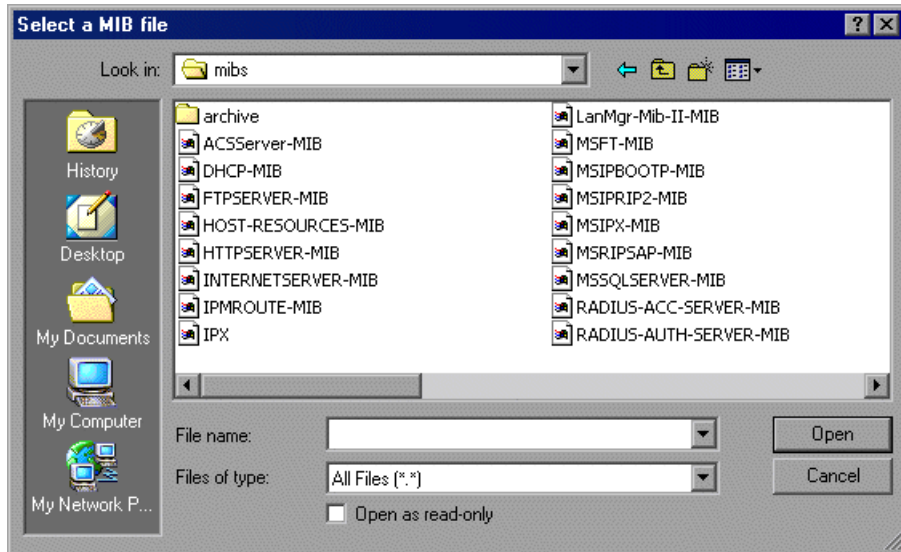 Select a MIB file
Look in: mibs
History
Desktop
My Documents
My Computer
My Network P...
archive
ACSServer-MIB
DHCP-MIB
FTPSERVER-MIB
HOST-RESOURCES-MIB
HTTPSERVER-MIB
INTERNETSERVER-MIB
IPMROUTE-MIB
IPX
LanMgr-Mib-II-MIB
MSFT-MIB
MSIPBOOTP-MIB
MSIPRIP2-MIB
MSIPX-MIB
MSRIPSAP-MIB
MSSQLSERVER-MIB
RADIUS-ACC-SERVER-MIB
RADIUS-AUTH-SERVER-MIB
File name:
Open
Files of type: All Files (*.*)
Cancel
Open as read-only